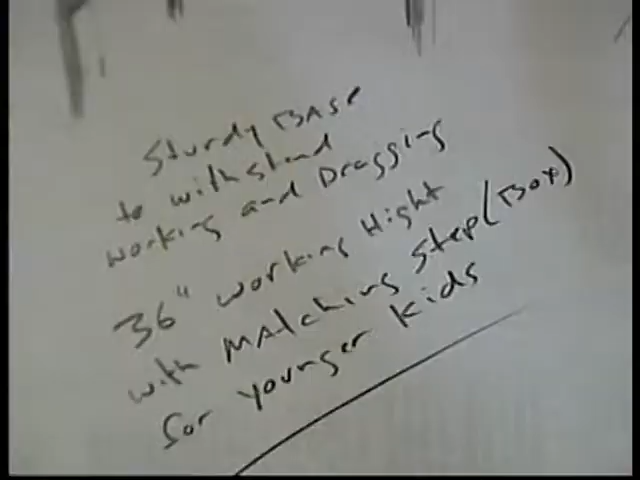 Sturdy BASE
to withstand
working and Dragging
36" working Hight
with MAtching step (Box)
for younger kids